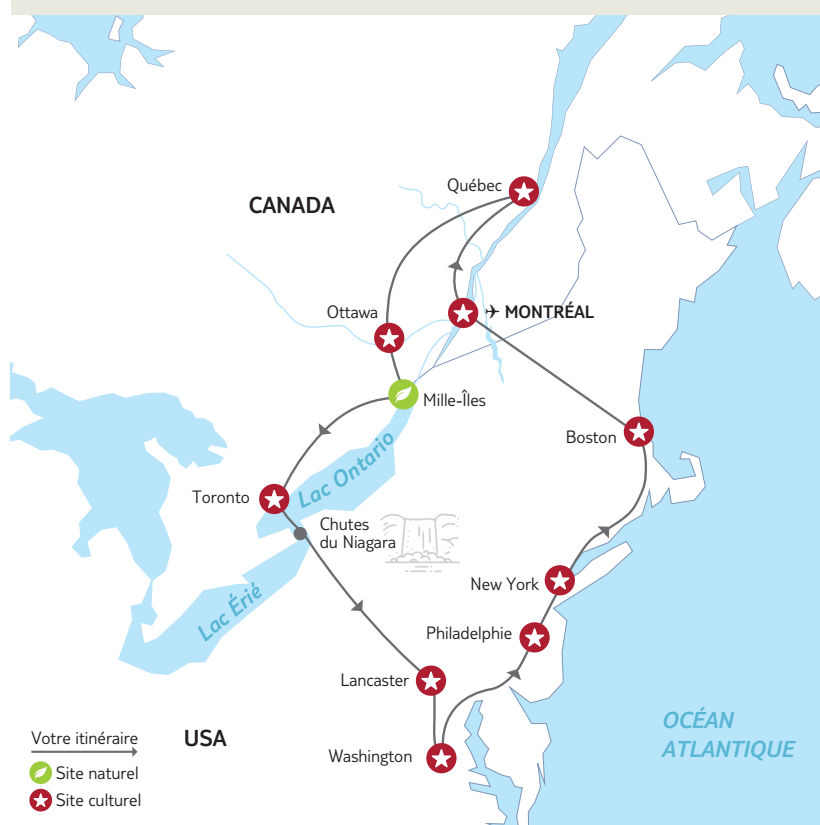 Québec
CANADA
Ottawa
MONTRÉAL
Mille-Îles
Boston
Lac Ontario
Toronto
Chutes
du Niagara
New York
Lac Érié
Philadelphie
Lancaster
OCÉAN
ATLANTIQUE
USA
Washington
Votre itinéraire
Site naturel
Site culturel